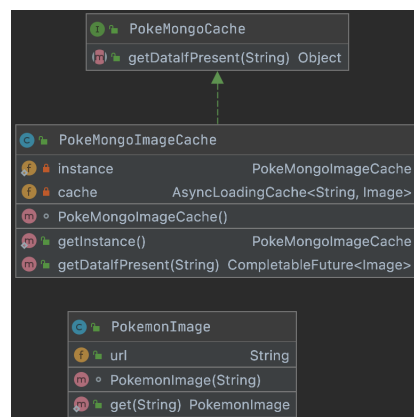 PokeMongoCache
getDataIfPresent(String) Object
PokeMongoImageCache
instance PokeMongoImageCache
cache AsyncLoadingCache<String, Image>
PokeMongoImageCache()
getInstance() PokeMongoImageCache
getDataIfPresent(String) CompletableFuture<Image>
PokemonImage
url String
PokemonImage(String)
get(String) PokemonImage